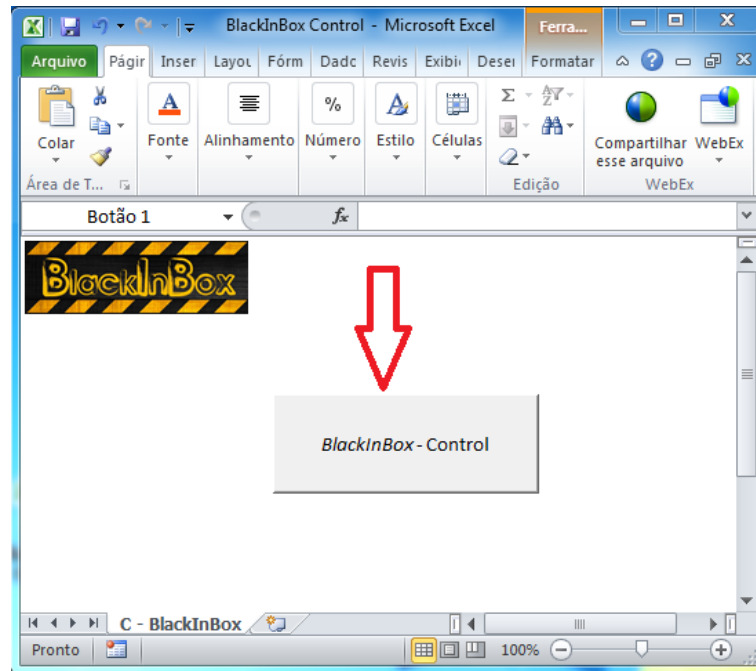 BlackInBox Control - Microsoft Excel
Ferra...
Arquivo Págir Inser Layou Fórm Dadc Revis Exibi Deser Formatar
Colar
Fonte
Alinhamento
Número
Estilo
Células
Compartilhar esse arquivo
WebEx
Área de T...
Edição
WebEx
Botão 1
fx
BlackInBox
BlackInBox - Control
C - BlackInBox
Pronto
100%